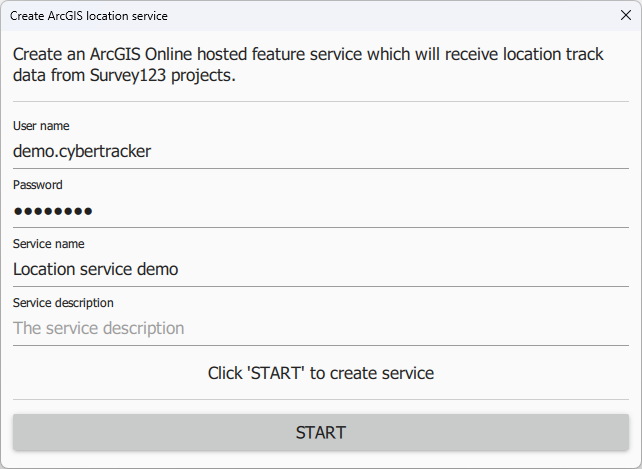 Create ArcGIS location service
Create an ArcGIS Online hosted feature service which will receive location track
data from Survey123 projects.
User name
demo.cybertracker
Password
●●●●●●●●
Service name
Location service demo
Service description
The service description
Click 'START' to create service
START